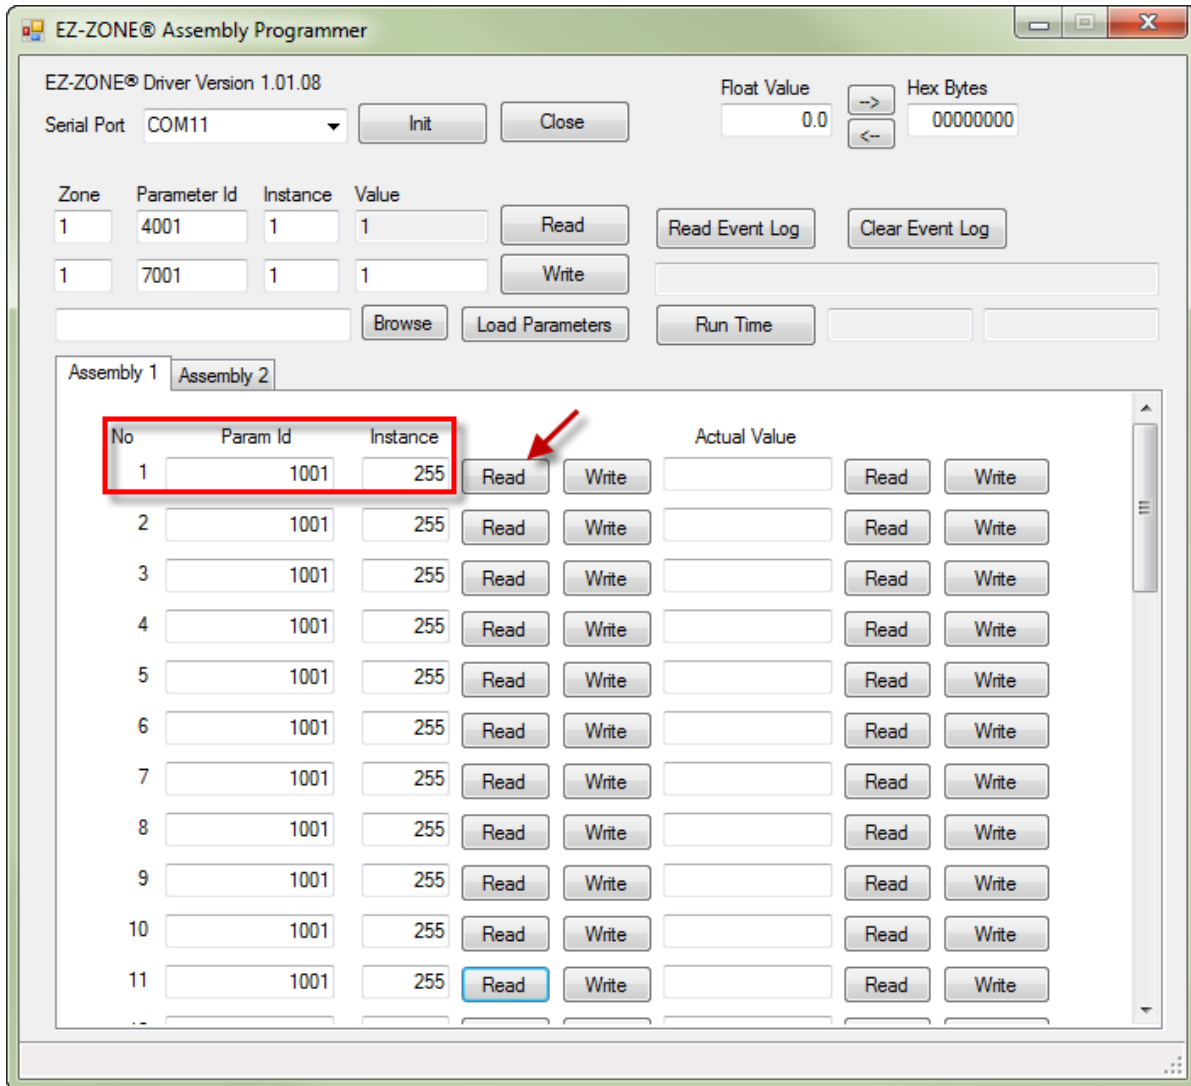 EZ-ZONE® Assembly Programmer
EZ-ZONE® Driver Version 1.01.08
Float Value Hex Bytes
Serial Port COM11 Init Close 0.0 --> <-- 00000000
Zone Parameter Id Instance Value
1 4001 1 1 Read Read Event Log Clear Event Log
1 7001 1 1 Write
Browse Load Parameters Run Time
Assembly 1 Assembly 2
No Param Id Instance Actual Value
1 1001 255 Read Write Read Write
2 1001 255 Read Write Read Write
3 1001 255 Read Write Read Write
4 1001 255 Read Write Read Write
5 1001 255 Read Write Read Write
6 1001 255 Read Write Read Write
7 1001 255 Read Write Read Write
8 1001 255 Read Write Read Write
9 1001 255 Read Write Read Write
10 1001 255 Read Write Read Write
11 1001 255 Read Write Read Write